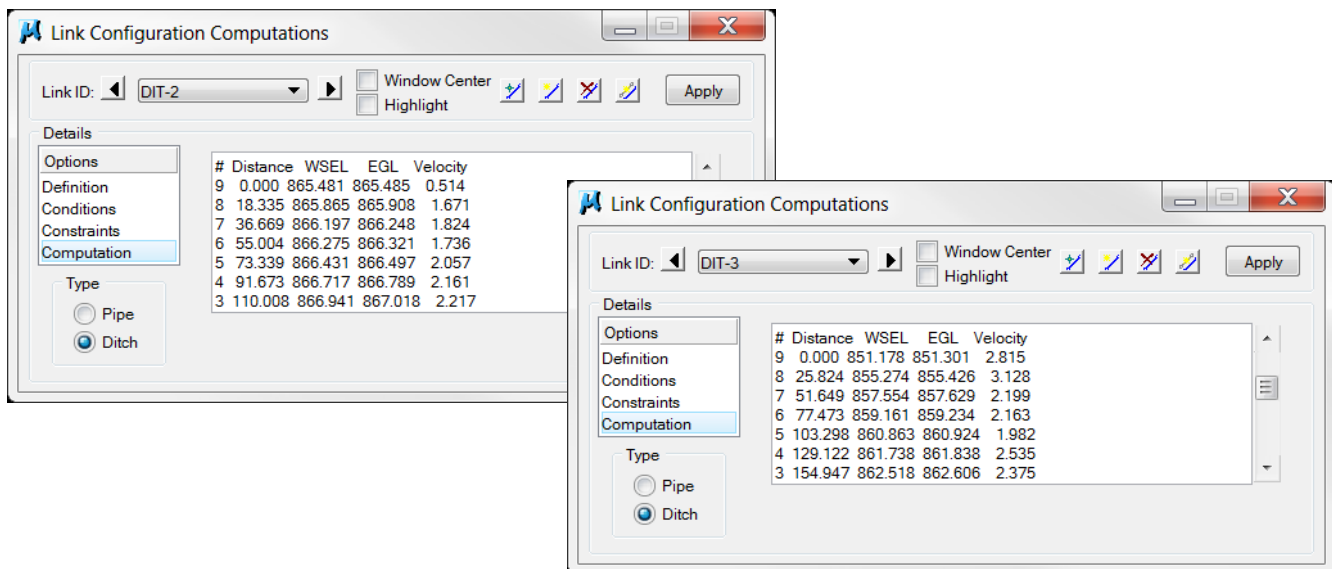 Link Configuration Computations
Link ID: DIT-2 Window Center
Highlight
Apply
Details
Options
Definition
Conditions
Constraints
Computation
Type
Pipe
Ditch
# Distance WSEL EGL Velocity
9 0.000 865.481 865.485 0.514
8 18.335 865.865 865.908 1.671
7 36.669 866.197 866.248 1.824
6 55.004 866.275 866.321 1.736
5 73.339 866.431 866.497 2.057
4 91.673 866.717 866.789 2.161
3 110.008 866.941 867.018 2.217
Link Configuration Computations
Link ID: DIT-3 Window Center
Highlight
Apply
Details
Options
Definition
Conditions
Constraints
Computation
Type
Pipe
Ditch
# Distance WSEL EGL Velocity
9 0.000 851.178 851.301 2.815
8 25.824 855.274 855.426 3.128
7 51.649 857.554 857.629 2.199
6 77.473 859.161 859.234 2.163
5 103.298 860.863 860.924 1.982
4 129.122 861.738 861.838 2.535
3 154.947 862.518 862.606 2.375